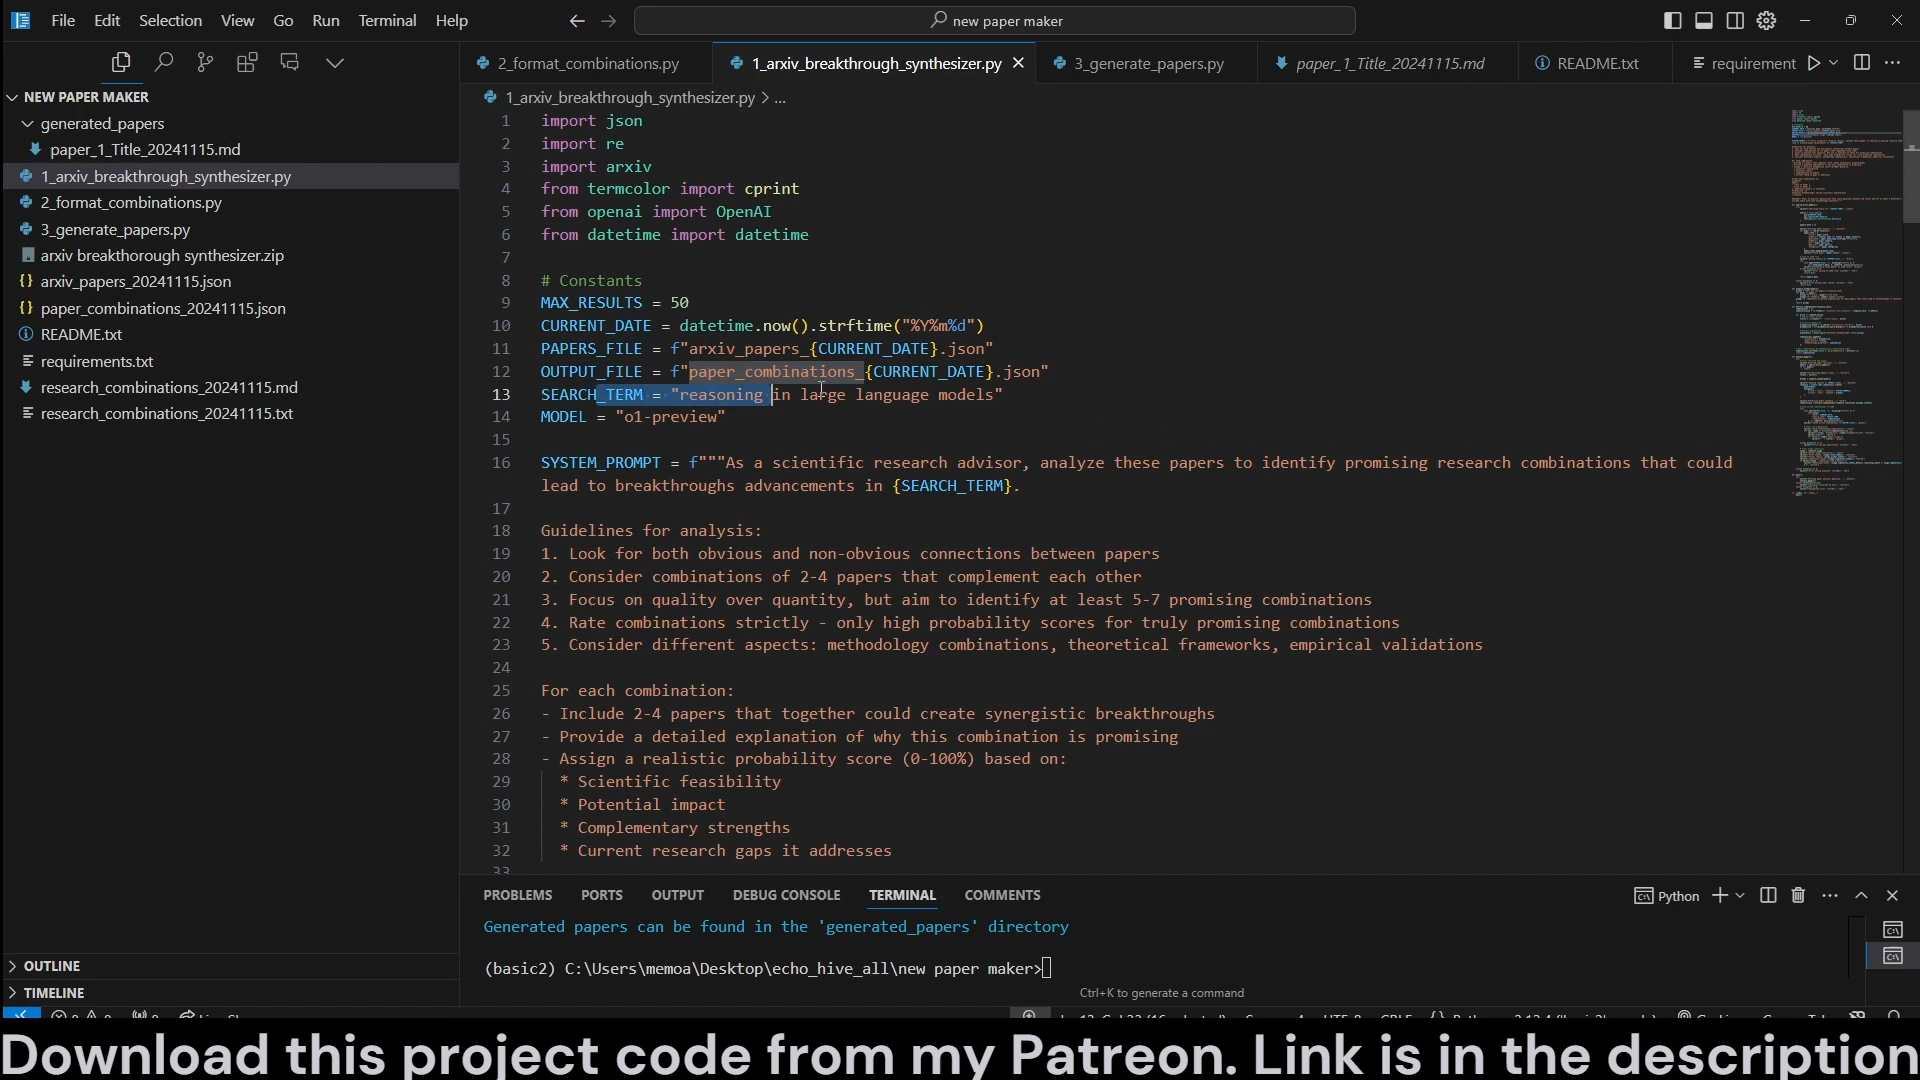 File Edit Selection View Go Run Terminal Help
new paper maker
2_format_combinations.py
1_arxiv_breakthrough_synthesizer.py
3_generate_papers.py
paper_1_Title_20241115.md
README.txt
requirement
NEW PAPER MAKER
generated_papers
paper_1_Title_20241115.md
1_arxiv_breakthrough_synthesizer.py
2_format_combinations.py
3_generate_papers.py
arxiv breakthorough synthesizer.zip
arxiv_papers_20241115.json
paper_combinations_20241115.json
README.txt
requirements.txt
research_combinations_20241115.md
research_combinations_20241115.txt
OUTLINE
TIMELINE
1_arxiv_breakthrough_synthesizer.py > ...
1 import json
2 import re
3 import arxiv
4 from termcolor import cprint
5 from openai import OpenAI
6 from datetime import datetime
7
8 # Constants
9 MAX_RESULTS = 50
10 CURRENT_DATE = datetime.now().strftime("%Y%m%d")
11 PAPERS_FILE = f"arxiv_papers_{CURRENT_DATE}.json"
12 OUTPUT_FILE = f"paper_combinations_{CURRENT_DATE}.json"
13 SEARCH_TERM = "reasoning in large language models"
14 MODEL = "o1-preview"
15
16 SYSTEM_PROMPT = f"""As a scientific research advisor, analyze these papers to identify promising research combinations that could
lead to breakthroughs advancements in {SEARCH_TERM}.
17
18 Guidelines for analysis:
19 1. Look for both obvious and non-obvious connections between papers
20 2. Consider combinations of 2-4 papers that complement each other
21 3. Focus on quality over quantity, but aim to identify at least 5-7 promising combinations
22 4. Rate combinations strictly - only high probability scores for truly promising combinations
23 5. Consider different aspects: methodology combinations, theoretical frameworks, empirical validations
24
25 For each combination:
26 - Include 2-4 papers that together could create synergistic breakthroughs
27 - Provide a detailed explanation of why this combination is promising
28 - Assign a realistic probability score (0-100%) based on:
29 * Scientific feasibility
30 * Potential impact
31 * Complementary strengths
32 * Current research gaps it addresses
33
PROBLEMS PORTS OUTPUT DEBUG CONSOLE TERMINAL COMMENTS
Python
Generated papers can be found in the 'generated_papers' directory
(basic2) C:\Users\memoa\Desktop\echo_hive_all\new paper maker>
Ctrl+K to generate a command
Download this project code from my Patreon. Link is in the description